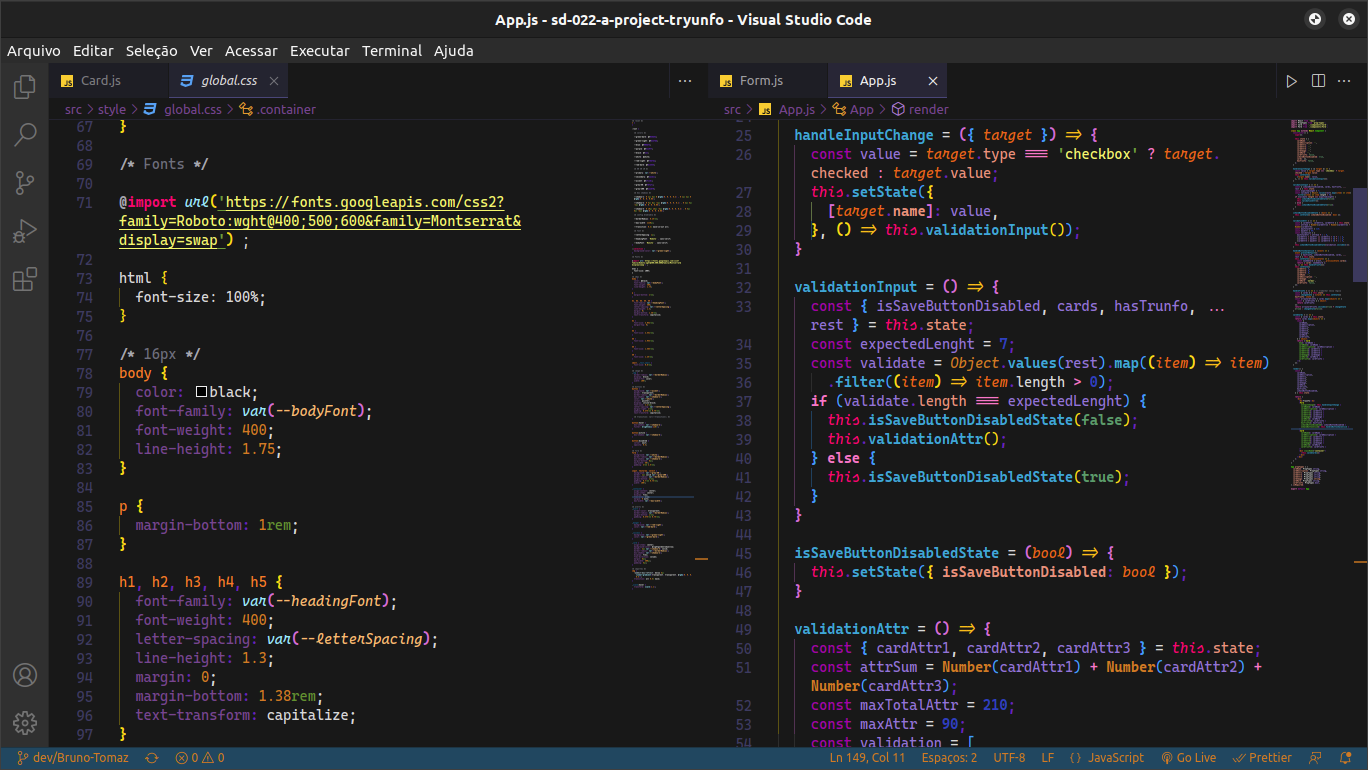 App.js - sd-022-a-project-tryunfo - Visual Studio Code
Arquivo Editar Seleção Ver Acessar Executar Terminal Ajuda
JS Card.js global.css × ...
src > style > global.css > .container
67 }
68
69 /* Fonts */
70
71 @import url('https://fonts.googleapis.com/css2?
family=Roboto:wght@400;500;600&family=Montserrat&
display=swap') ;
72
73 html {
74 font-size: 100%;
75 }
76
77 /* 16px */
78 body {
79 color: black;
80 font-family: var(--bodyFont);
81 font-weight: 400;
82 line-height: 1.75;
83 }
84
85 p {
86 margin-bottom: 1rem;
87 }
88
89 h1, h2, h3, h4, h5 {
90 font-family: var(--headingFont);
91 font-weight: 400;
92 letter-spacing: var(--letterSpacing);
93 line-height: 1.3;
94 margin: 0;
95 margin-bottom: 1.38rem;
96 text-transform: capitalize;
97 }
JS Form.js JS App.js × ...
src > JS App.js > App > render
25 handleInputChange = ({ target }) => {
26 const value = target.type === 'checkbox' ? target.
checked : target.value;
27 this.setState({
28 [target.name]: value,
29 }, () => this.validationInput());
30 }
31
32 validationInput = () => {
33 const { isSaveButtonDisabled, cards, hasTrunfo, ...
rest } = this.state;
34 const expectedLenght = 7;
35 const validate = Object.values(rest).map((item) => item)
36 .filter((item) => item.length > 0);
37 if (validate.length === expectedLenght) {
38 this.isSaveButtonDisabledState(false);
39 this.validationAttr();
40 } else {
41 this.isSaveButtonDisabledState(true);
42 }
43 }
44
45 isSaveButtonDisabledState = (bool) => {
46 this.setState({ isSaveButtonDisabled: bool });
47 }
48
49 validationAttr = () => {
50 const { cardAttr1, cardAttr2, cardAttr3 } = this.state;
51 const attrSum = Number(cardAttr1) + Number(cardAttr2) +
Number(cardAttr3);
52 const maxTotalAttr = 210;
53 const maxAttr = 90;
54 const validation = [
dev/Bruno-Tomaz 0 0 Ln 149, Col 11 Espaços: 2 UTF-8 LF {} JavaScript Go Live Prettier